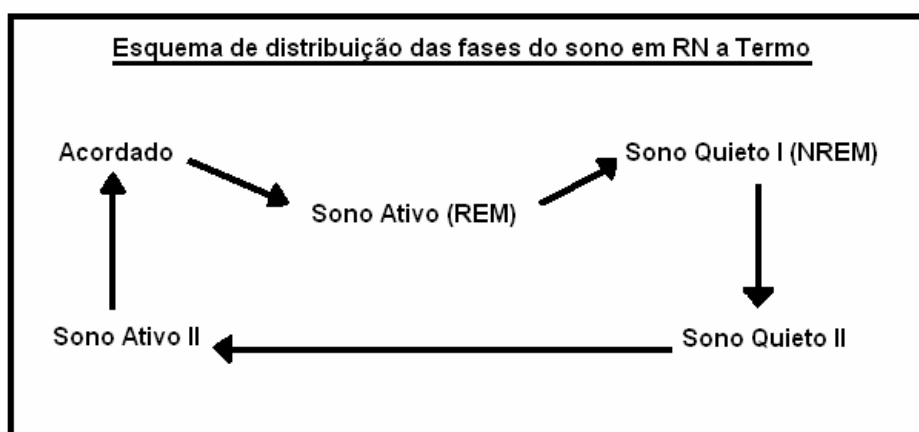 Esquema de distribuição das fases do sono em RN a Termo
Acordado
Sono Quieto I (NREM)
Sono Ativo (REM)
Sono Ativo II
Sono Quieto II